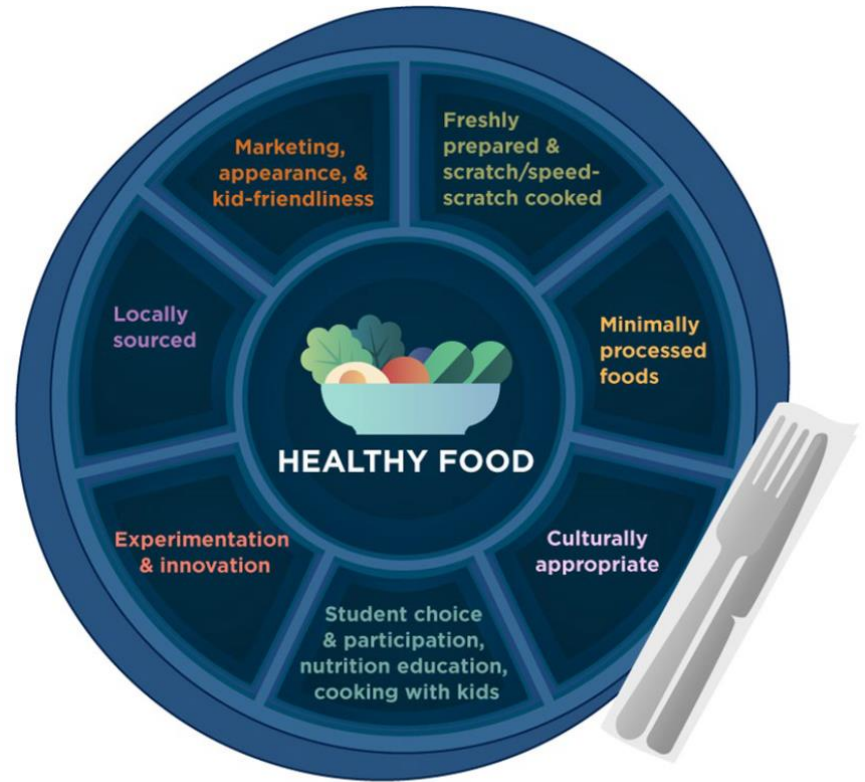 Marketing,
appearance, &
kid-friendliness
Freshly
prepared &
scratch/speed-
scratch cooked
Locally
sourced
Minimally
processed
foods
HEALTHY FOOD
Experimentation
& innovation
Culturally
appropriate
Student choice
& participation,
nutrition education,
cooking with kids